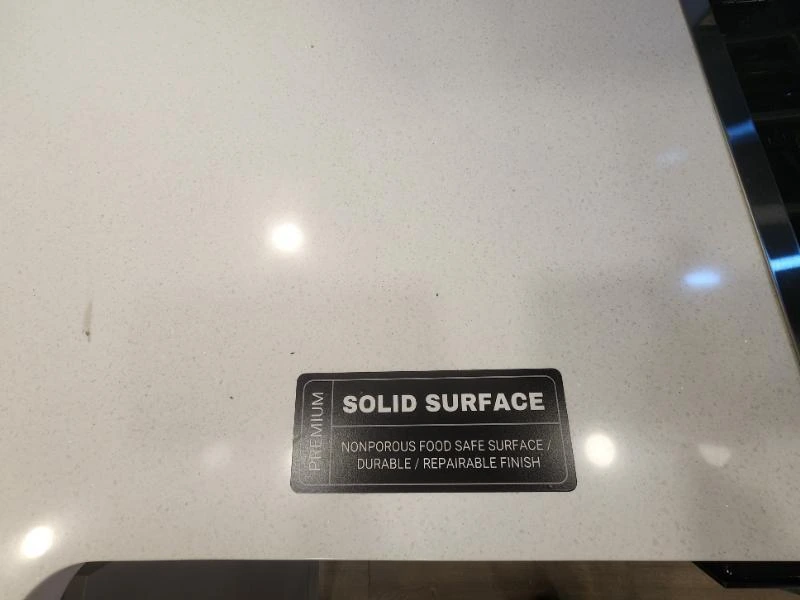 PREMIUM
SOLID SURFACE
NONPOROUS FOOD SAFE SURFACE /
DURABLE / REPAIRABLE FINISH